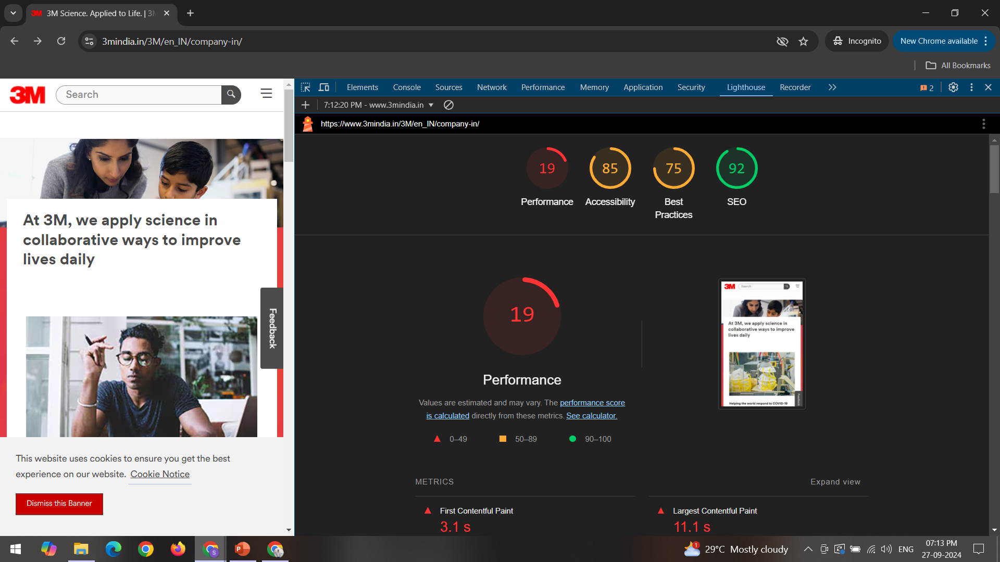 3M Science. Applied to Life. | 3M
3mindia.in/3M/en_IN/company-in/
Incognito
New Chrome available
All Bookmarks
3M
Search
Elements
Console
Sources
Network
Performance
Memory
Application
Security
Lighthouse
Recorder
2
7:12:20 PM - www.3mindia.in
https://www.3mindia.in/3M/en_IN/company-in/
19
85
75
92
Performance
Accessibility
Best
Practices
SEO
At 3M, we apply science in
collaborative ways to improve
lives daily
Feedback
19
Performance
Values are estimated and may vary. The performance score
is calculated directly from these metrics. See calculator.
0–49
50–89
90–100
3M
Search
At 3M, we apply science in
collaborative ways to improve
lives daily
Feedback
Helping the world respond to COVID-19
METRICS
Expand view
First Contentful Paint
3.1 s
Largest Contentful Paint
11.1 s
This website uses cookies to ensure you get the best
experience on our website. Cookie Notice
Dismiss this Banner
S
P
1
29°C Mostly cloudy
ENG
07:13 PM
27-09-2024